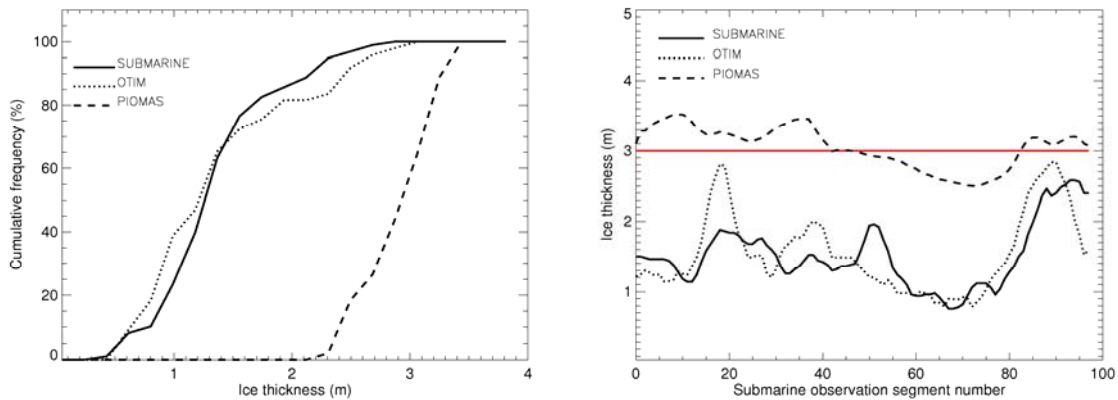 100
80
60
40
20
0
Cumulative frequency (%)
SUBMARINE
OTIM
PIOMAS
1
2
3
4
Ice thickness (m)
5
4
3
2
1
Ice thickness (m)
SUBMARINE
OTIM
PIOMAS
0
20
40
60
80
100
Submarine observation segment number